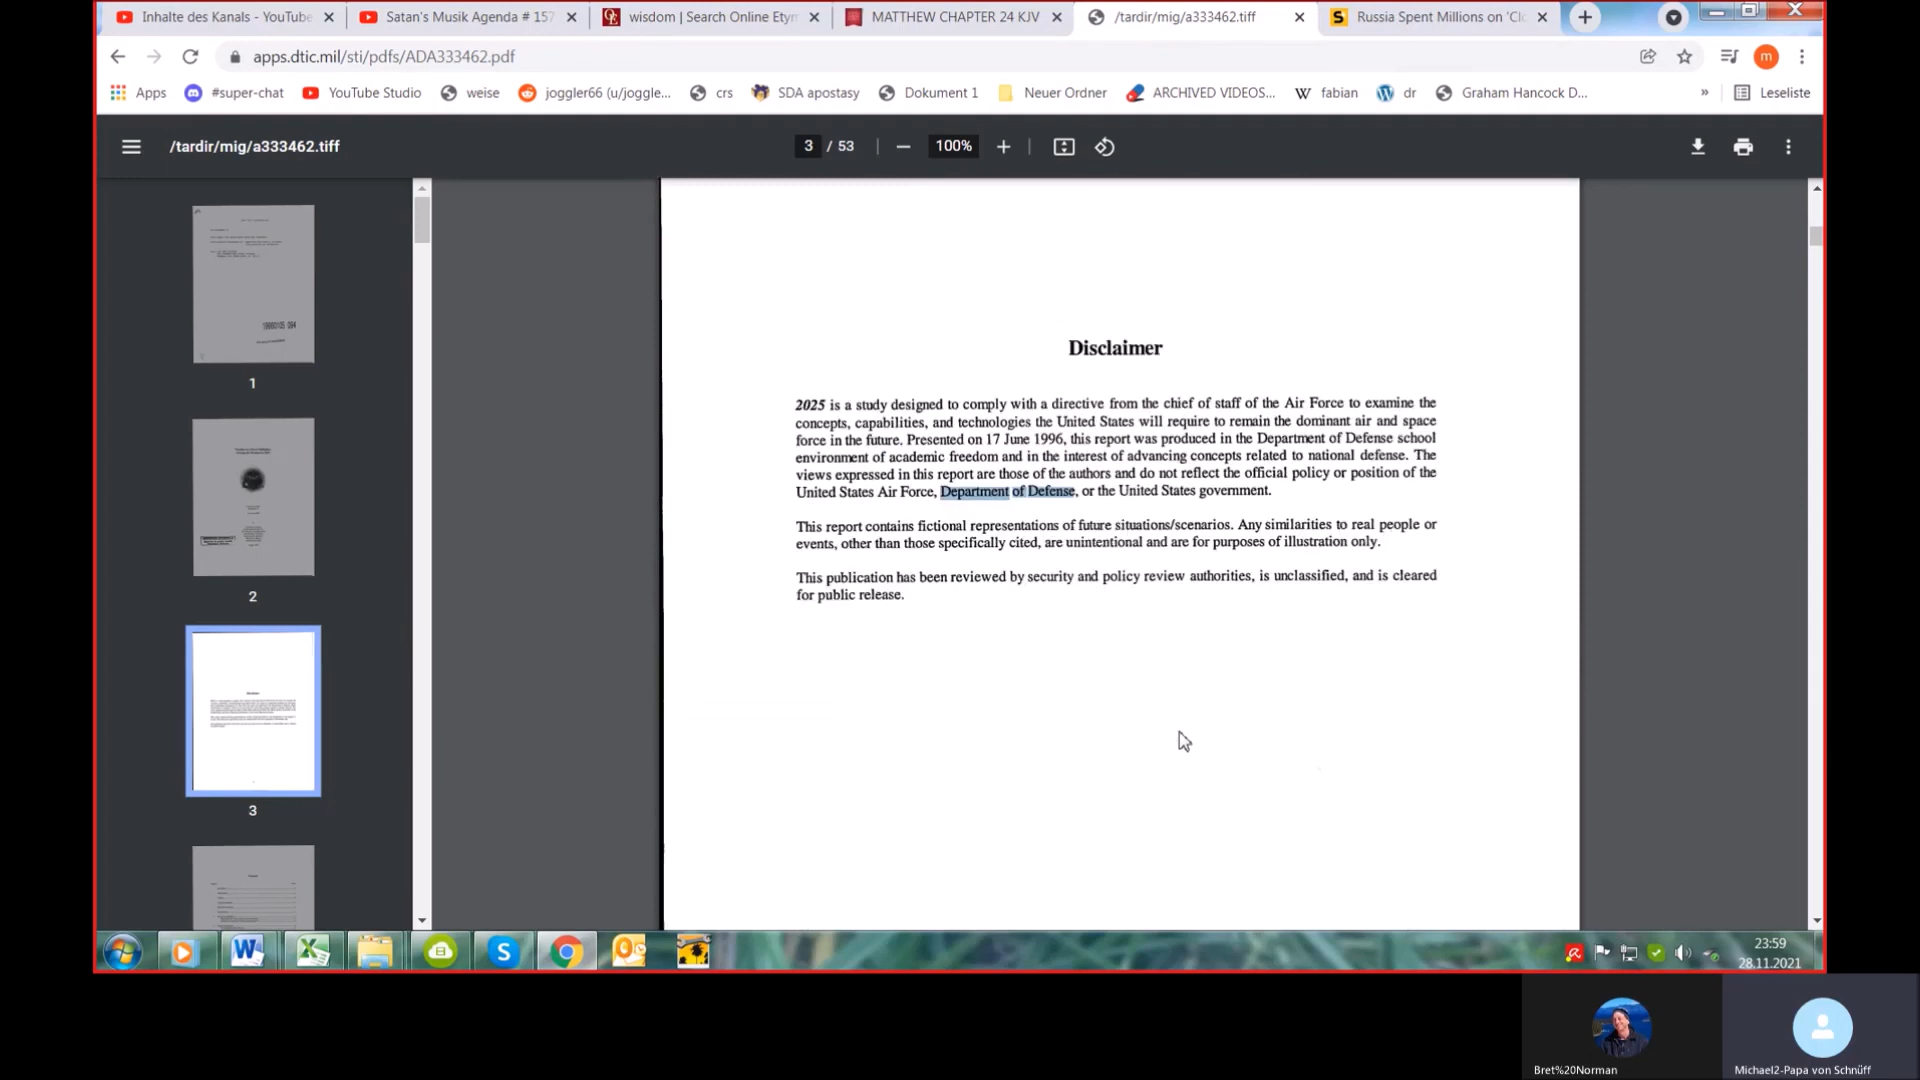 Inhalte des Kanals - YouTube
Satan's Musik Agenda # 157
wisdom | Search Online Etym
MATTHEW CHAPTER 24 KJV
/tardir/mig/a333462.tiff
Russia Spent Millions on 'Clo
apps.dtic.mil/sti/pdfs/ADA333462.pdf
m
Apps
#super-chat
YouTube Studio
weise
joggler66 (u/joggle...
crs
SDA apostasy
Dokument 1
Neuer Ordner
ARCHIVED VIDEOS...
W fabian
dr
Graham Hancock D...
»
Leseliste
/tardir/mig/a333462.tiff
3 / 53
100%
1
2
3
Disclaimer
2025 is a study designed to comply with a directive from the chief of staff of the Air Force to examine the
concepts, capabilities, and technologies the United States will require to remain the dominant air and space
force in the future. Presented on 17 June 1996, this report was produced in the Department of Defense school
environment of academic freedom and in the interest of advancing concepts related to national defense. The
views expressed in this report are those of the authors and do not reflect the official policy or position of the
United States Air Force, Department of Defense, or the United States government.
This report contains fictional representations of future situations/scenarios. Any similarities to real people or
events, other than those specifically cited, are unintentional and are for purposes of illustration only.
This publication has been reviewed by security and policy review authorities, is unclassified, and is cleared
for public release.
23:59
28.11.2021
Bret%20Norman
Michael2-Papa von Schnüff